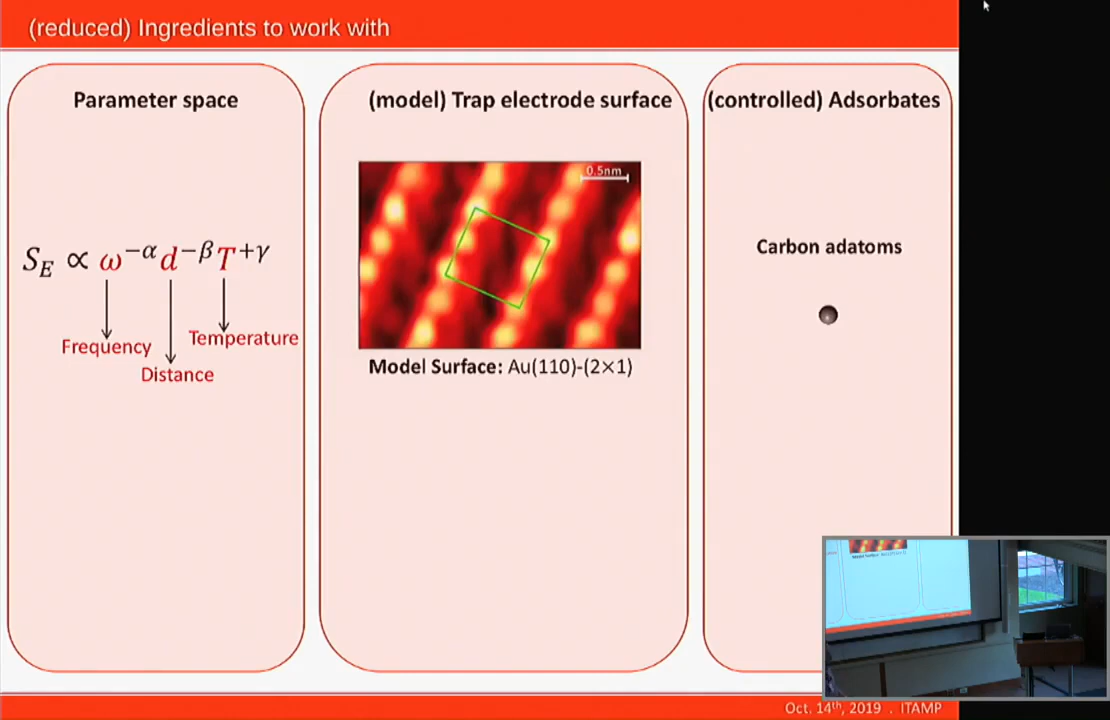 (reduced) Ingredients to work with
Parameter space
S_E ∝ ω^−α d^−β T^+γ
Frequency
Temperature
Distance
(model) Trap electrode surface
0.5nm
Model Surface: Au(110)-(2×1)
(controlled) Adsorbates
Carbon adatoms
Oct. 14th, 2019 . ITAMP